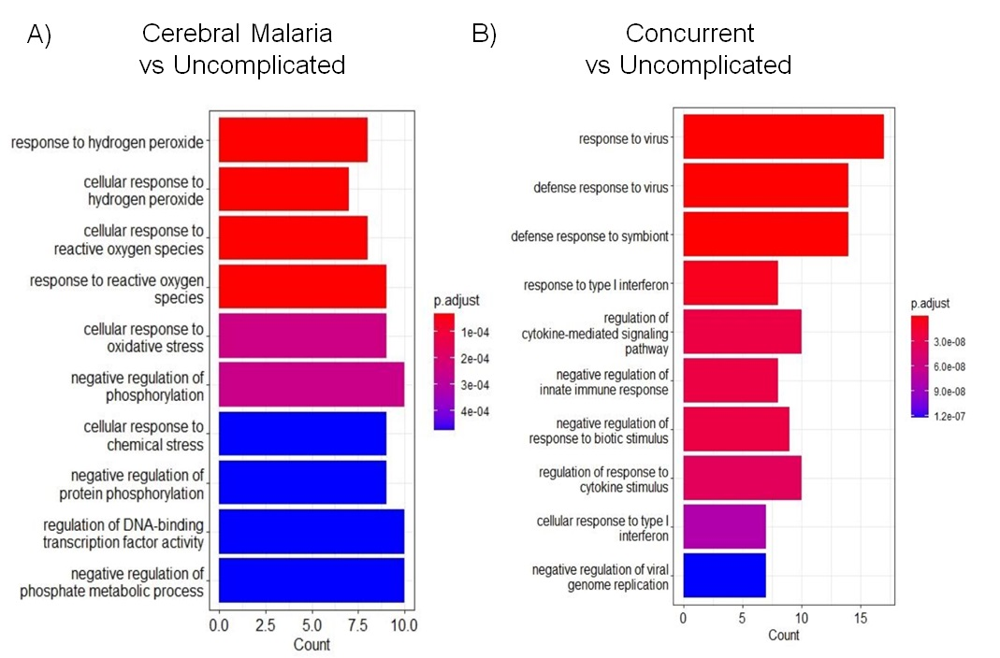 A)
Cerebral Malaria
vs Uncomplicated
response to hydrogen peroxide
cellular response to
hydrogen peroxide
cellular response to
reactive oxygen species
response to reactive oxygen
species
cellular response to
oxidative stress
negative regulation of
phosphorylation
cellular response to
chemical stress
negative regulation of
protein phosphorylation
regulation of DNA-binding
transcription factor activity
negative regulation of
phosphate metabolic process
0.0 2.5 5.0 7.5 10.0
Count
p.adjust
1e-04
2e-04
3e-04
4e-04
B)
Concurrent
vs Uncomplicated
response to virus
defense response to virus
defense response to symbiont
response to type I interferon
regulation of
cytokine-mediated signaling
pathway
negative regulation of
innate immune response
negative regulation of
response to biotic stimulus
regulation of response to
cytokine stimulus
cellular response to type I
interferon
negative regulation of viral
genome replication
0 5 10 15
Count
p.adjust
3.0e-08
6.0e-08
9.0e-08
1.2e-07